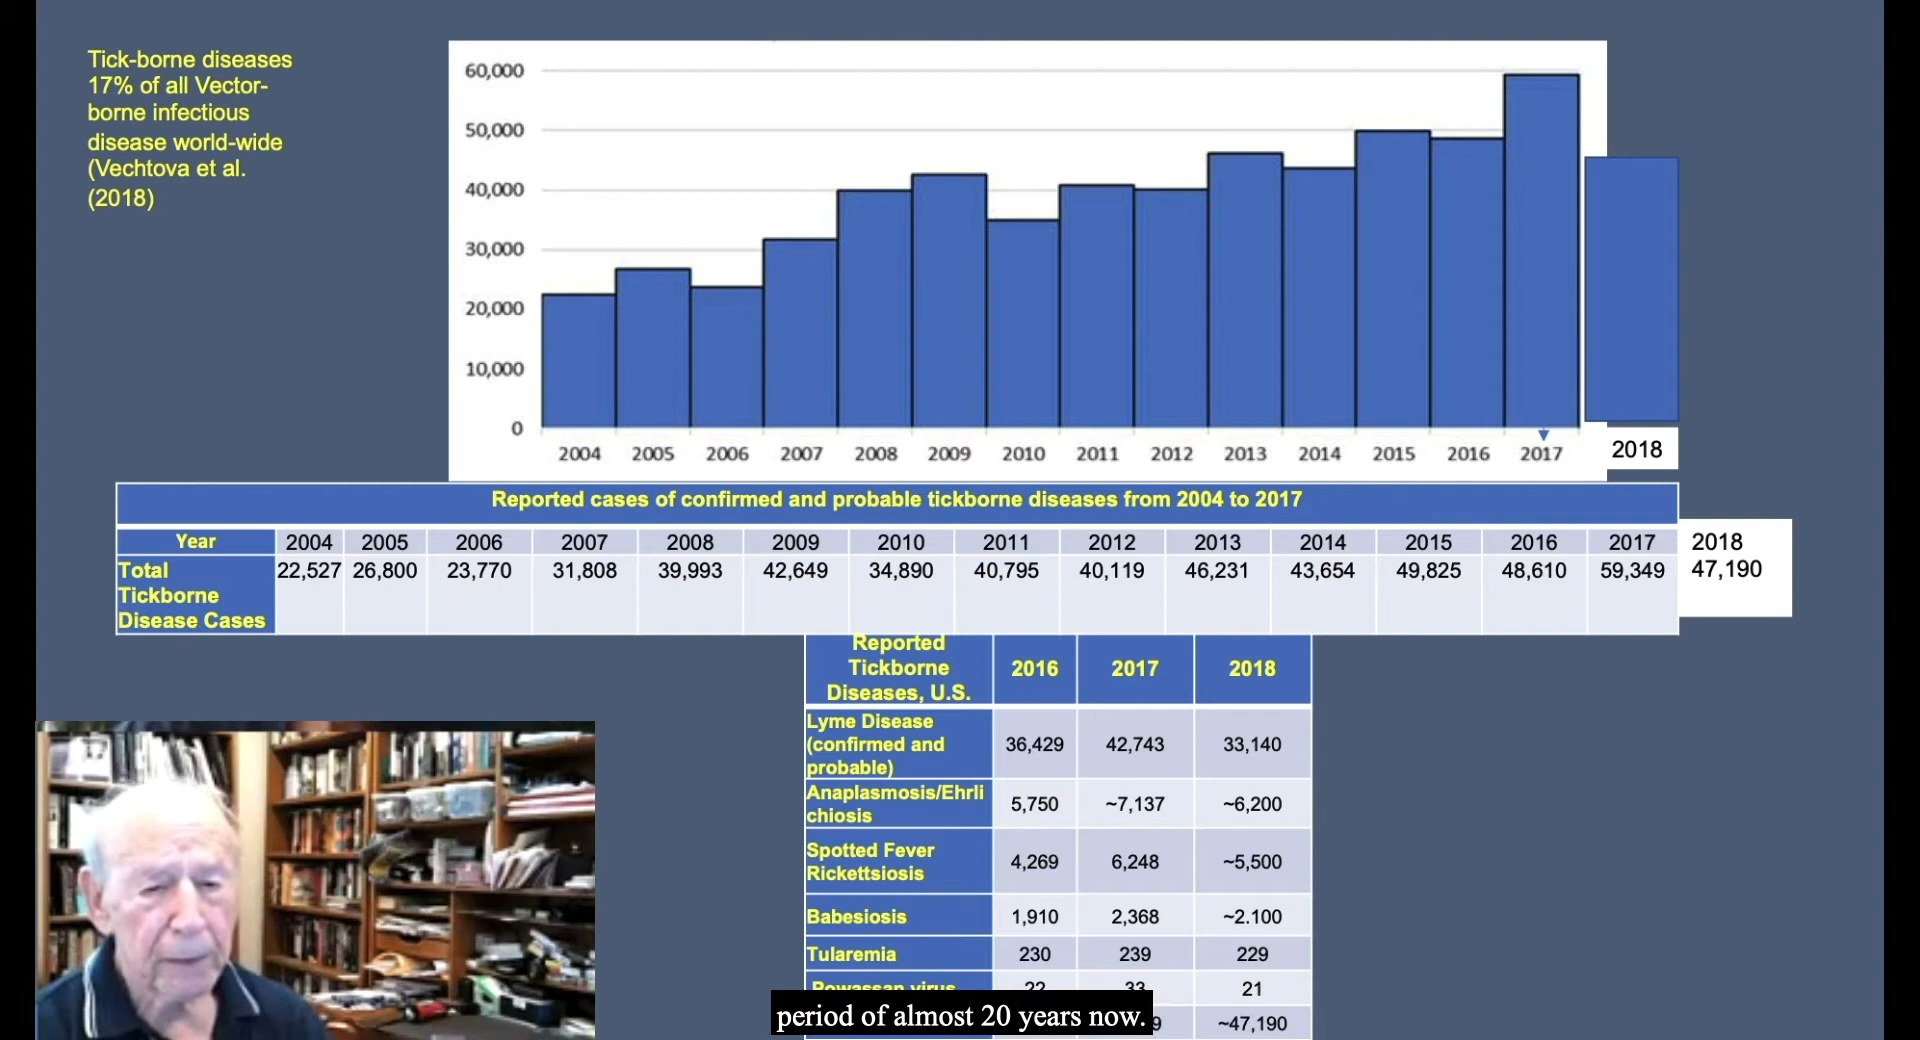 Tick-borne diseases
17% of all Vector-
borne infectious
disease world-wide
(Vechtova et al.
(2018)
60,000
50,000
40,000
30,000
20,000
10,000
0
2004 2005 2006 2007 2008 2009 2010 2011 2012 2013 2014 2015 2016 2017 2018
Reported cases of confirmed and probable tickborne diseases from 2004 to 2017
Year 2004 2005 2006 2007 2008 2009 2010 2011 2012 2013 2014 2015 2016 2017 2018
Total 22,527 26,800 23,770 31,808 39,993 42,649 34,890 40,795 40,119 46,231 43,654 49,825 48,610 59,349 47,190
Tickborne
Disease Cases
Reported
Tickborne 2016 2017 2018
Diseases, U.S.
Lyme Disease
(confirmed and 36,429 42,743 33,140
probable)
Anaplasmosis/Ehrli 5,750 ~7,137 ~6,200
chiosis
Spotted Fever 4,269 6,248 ~5,500
Rickettsiosis
Babesiosis 1,910 2,368 ~2.100
Tularemia 230 239 229
Powassan virus 22 33 21
9 ~47,190
period of almost 20 years now.